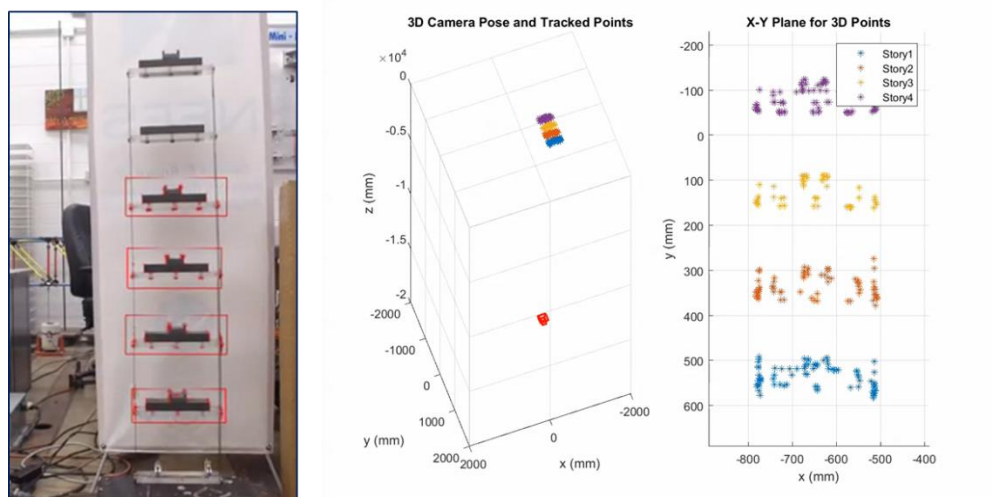 Mini -
3D Camera Pose and Tracked Points
×10⁴
0
-0.5
-1
-1.5
-2
z (mm)
-2000
-1000
0
1000
2000
y (mm)
2000
0
-2000
x (mm)
X-Y Plane for 3D Points
-200
-100
0
100
200
300
400
500
600
y (mm)
-800
-700
-600
-500
-400
x (mm)
Story1
Story2
Story3
Story4